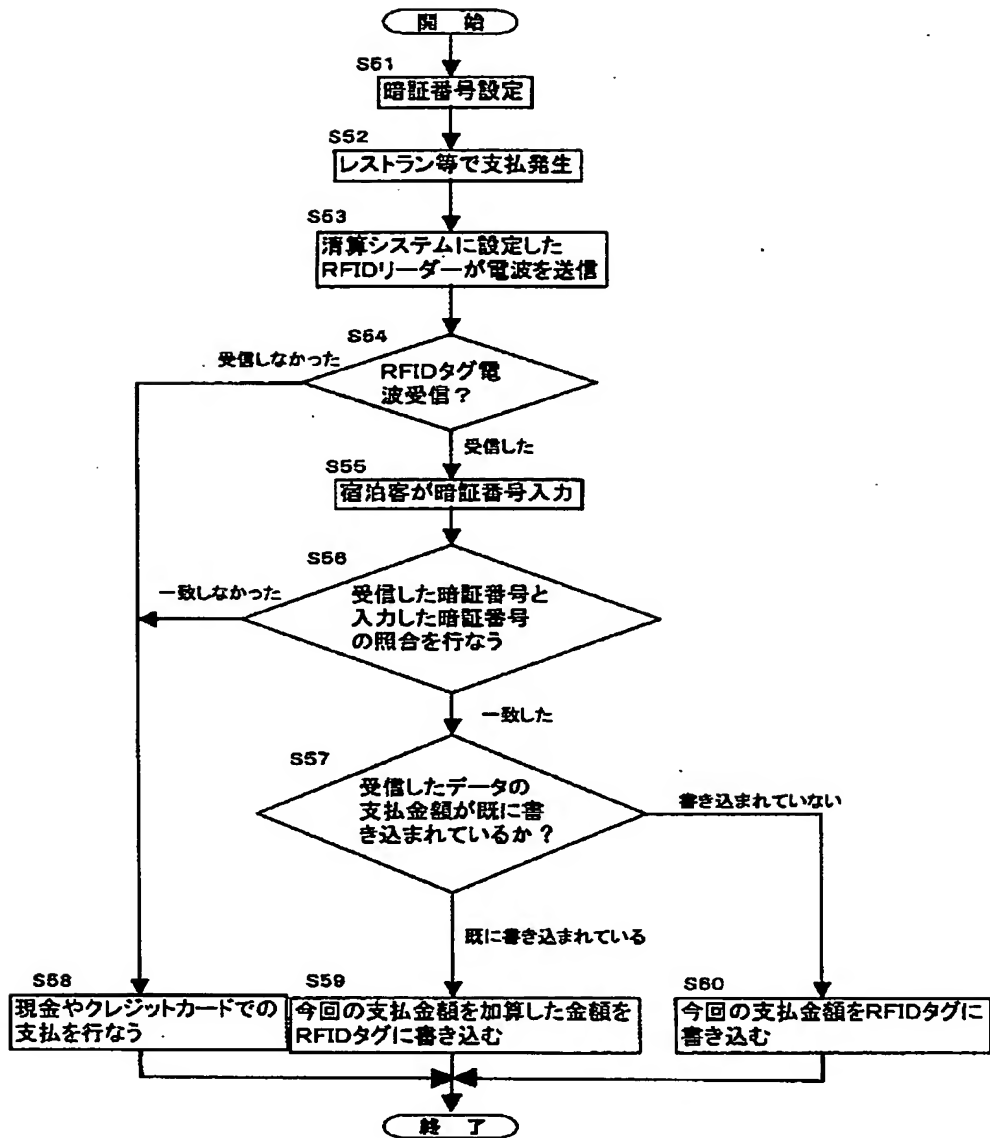 開 始
S51
暗証番号設定
S52
レストラン等で支払発生
S53
清算システムに設定した
RFIDリーダーが電波を送信
S54
受信しなかった
RFIDタグ電
波受信？
受信した
S55
宿泊客が暗証番号入力
S56
一致しなかった
受信した暗証番号と
入力した暗証番号
の照合を行なう
一致した
S57
受信したデータの
支払金額が既に書
き込まれているか？
書き込まれていない
既に書き込まれている
S58
現金やクレジットカードでの
支払を行なう
S59
今回の支払金額を加算した金額を
RFIDタグに書き込む
S60
今回の支払金額をRFIDタグに
書き込む
終 了